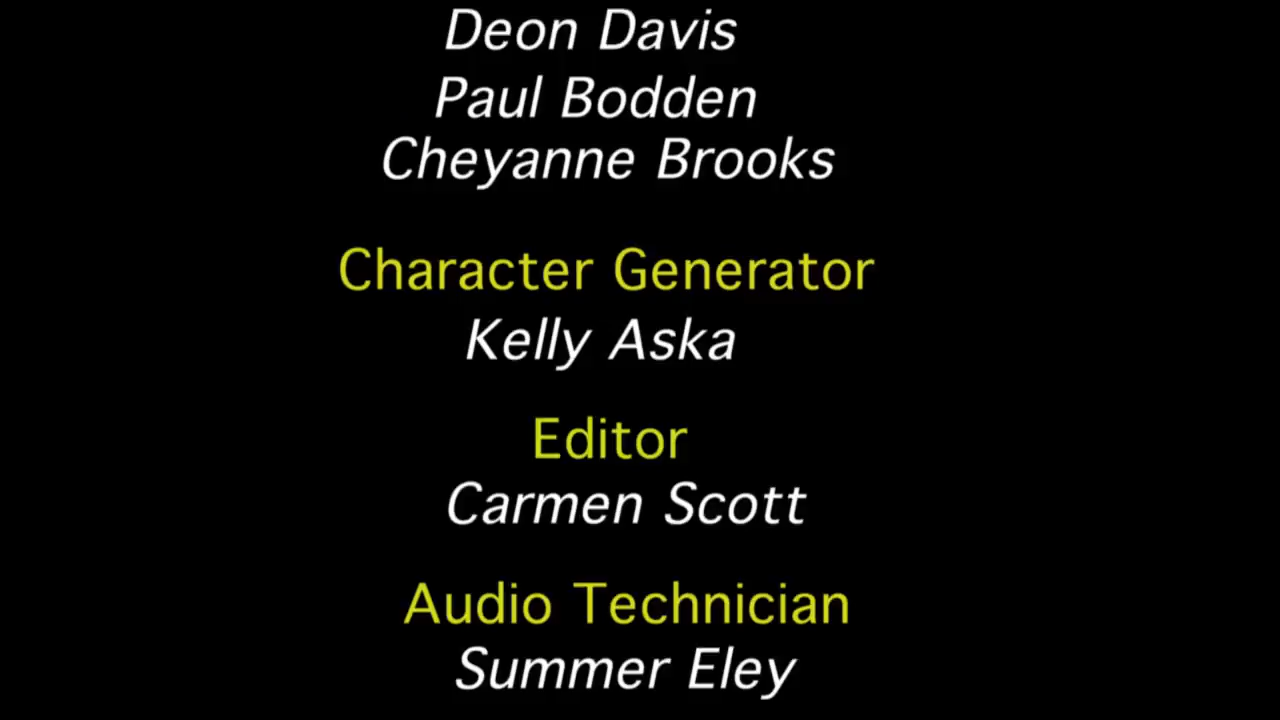 Deon Davis
Paul Bodden
Cheyanne Brooks
Character Generator
Kelly Aska
Editor
Carmen Scott
Audio Technician
Summer Eley